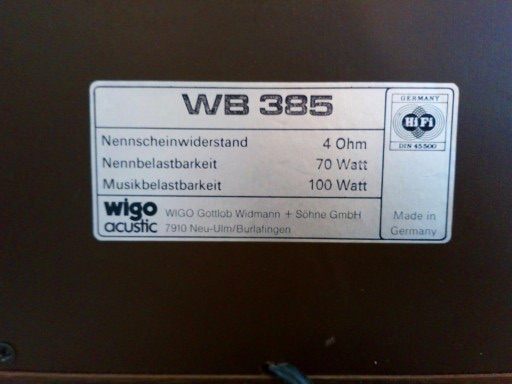 WB 385
Nennscheinwiderstand 4 Ohm
Nennbelastbarkeit 70 Watt
Musikbelastbarkeit 100 Watt
wigo
acustic
WIGO Gottlob Widmann + Söhne GmbH
7910 Neu-Ulm/Burlafingen
GERMANY
HiFi
DIN 45500
Made in
Germany